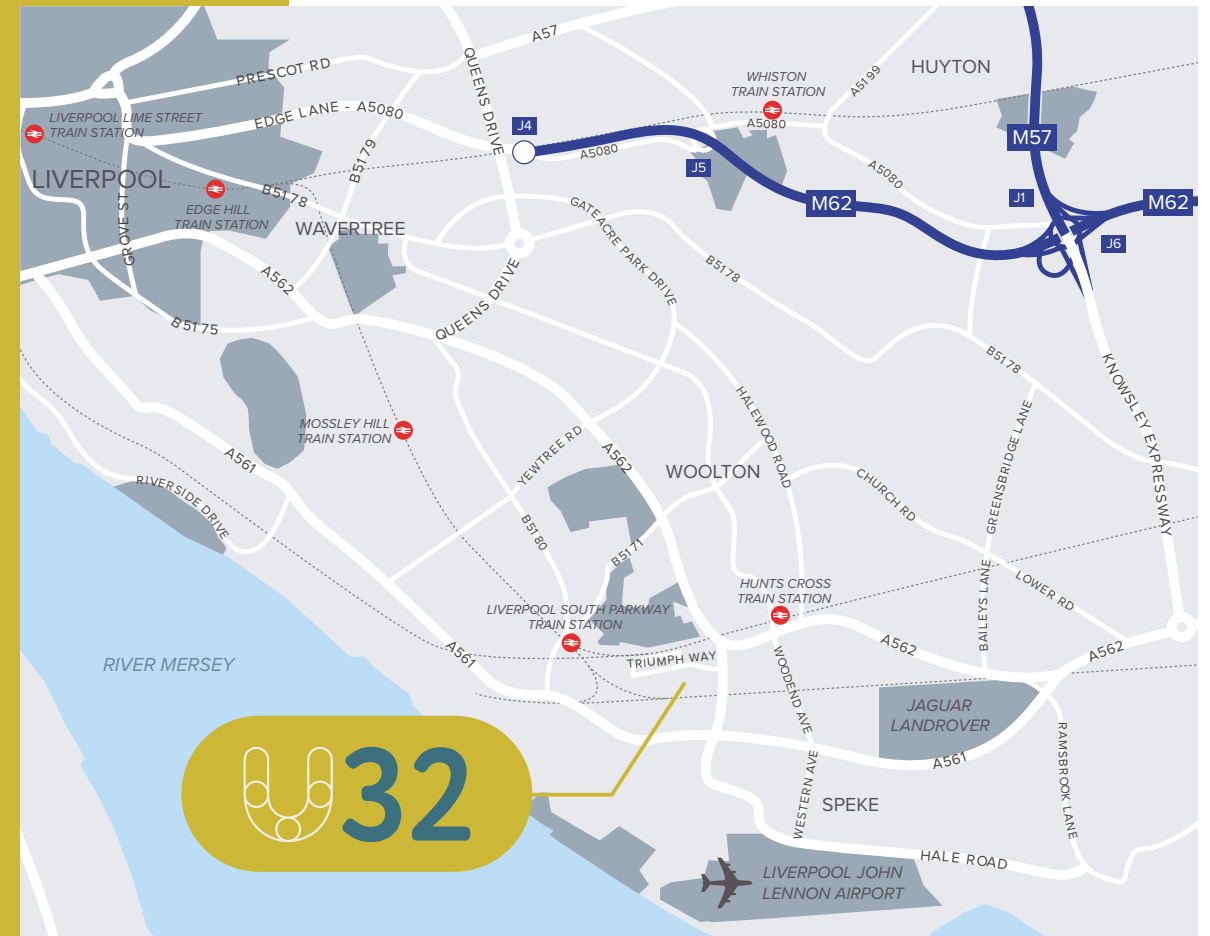 A57
QUEENS DRIVE
PRESCOT RD
HUYTON
A5199
WHISTON
TRAIN STATION
EDGE LANE - A5080
LIVERPOOL LIME STREET
TRAIN STATION
J4
A5080
A5080
M57
B5179
J5
A5080
LIVERPOOL
EDGE HILL
TRAIN STATION
B5178
M62
J1
M62
GROVE ST
WAVERTREE
GATEACRE PARK DRIVE
J6
A562
B5178
QUEENS DRIVE
B5175
B5178
KNOWSLEY EXPRESSWAY
MOSSLEY HILL
TRAIN STATION
HALEWOOD ROAD
GREENSBRIDGE LANE
A561
YEWTREE RD
A562
WOOLTON
CHURCH RD
RIVERSIDE DRIVE
B5180
B5171
HUNTS CROSS
TRAIN STATION
BAILEYS LANE
LOWER RD
LIVERPOOL SOUTH PARKWAY
TRAIN STATION
RIVER MERSEY
A561
TRIUMPH WAY
A562
A562
WOODEND AVE
JAGUAR
LANDROVER
RAMSBROOK LANE
A561
U32
WESTERN AVE
SPEKE
HALE ROAD
LIVERPOOL JOHN
LENNON AIRPORT